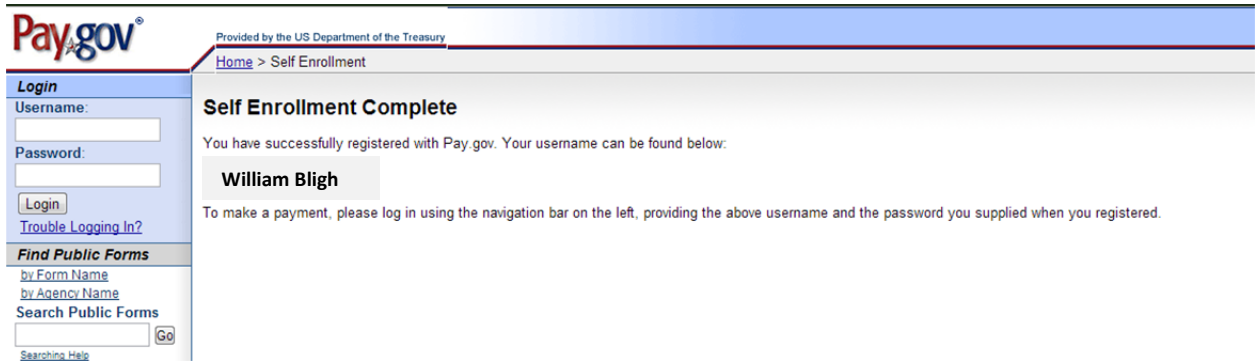 Pay.gov®
Provided by the US Department of the Treasury
Home > Self Enrollment
Login
Username:
Password:
Login
Trouble Logging In?
Find Public Forms
by Form Name
by Agency Name
Search Public Forms
Go
Searching Help
Self Enrollment Complete
You have successfully registered with Pay.gov. Your username can be found below:
William Bligh
To make a payment, please log in using the navigation bar on the left, providing the above username and the password you supplied when you registered.